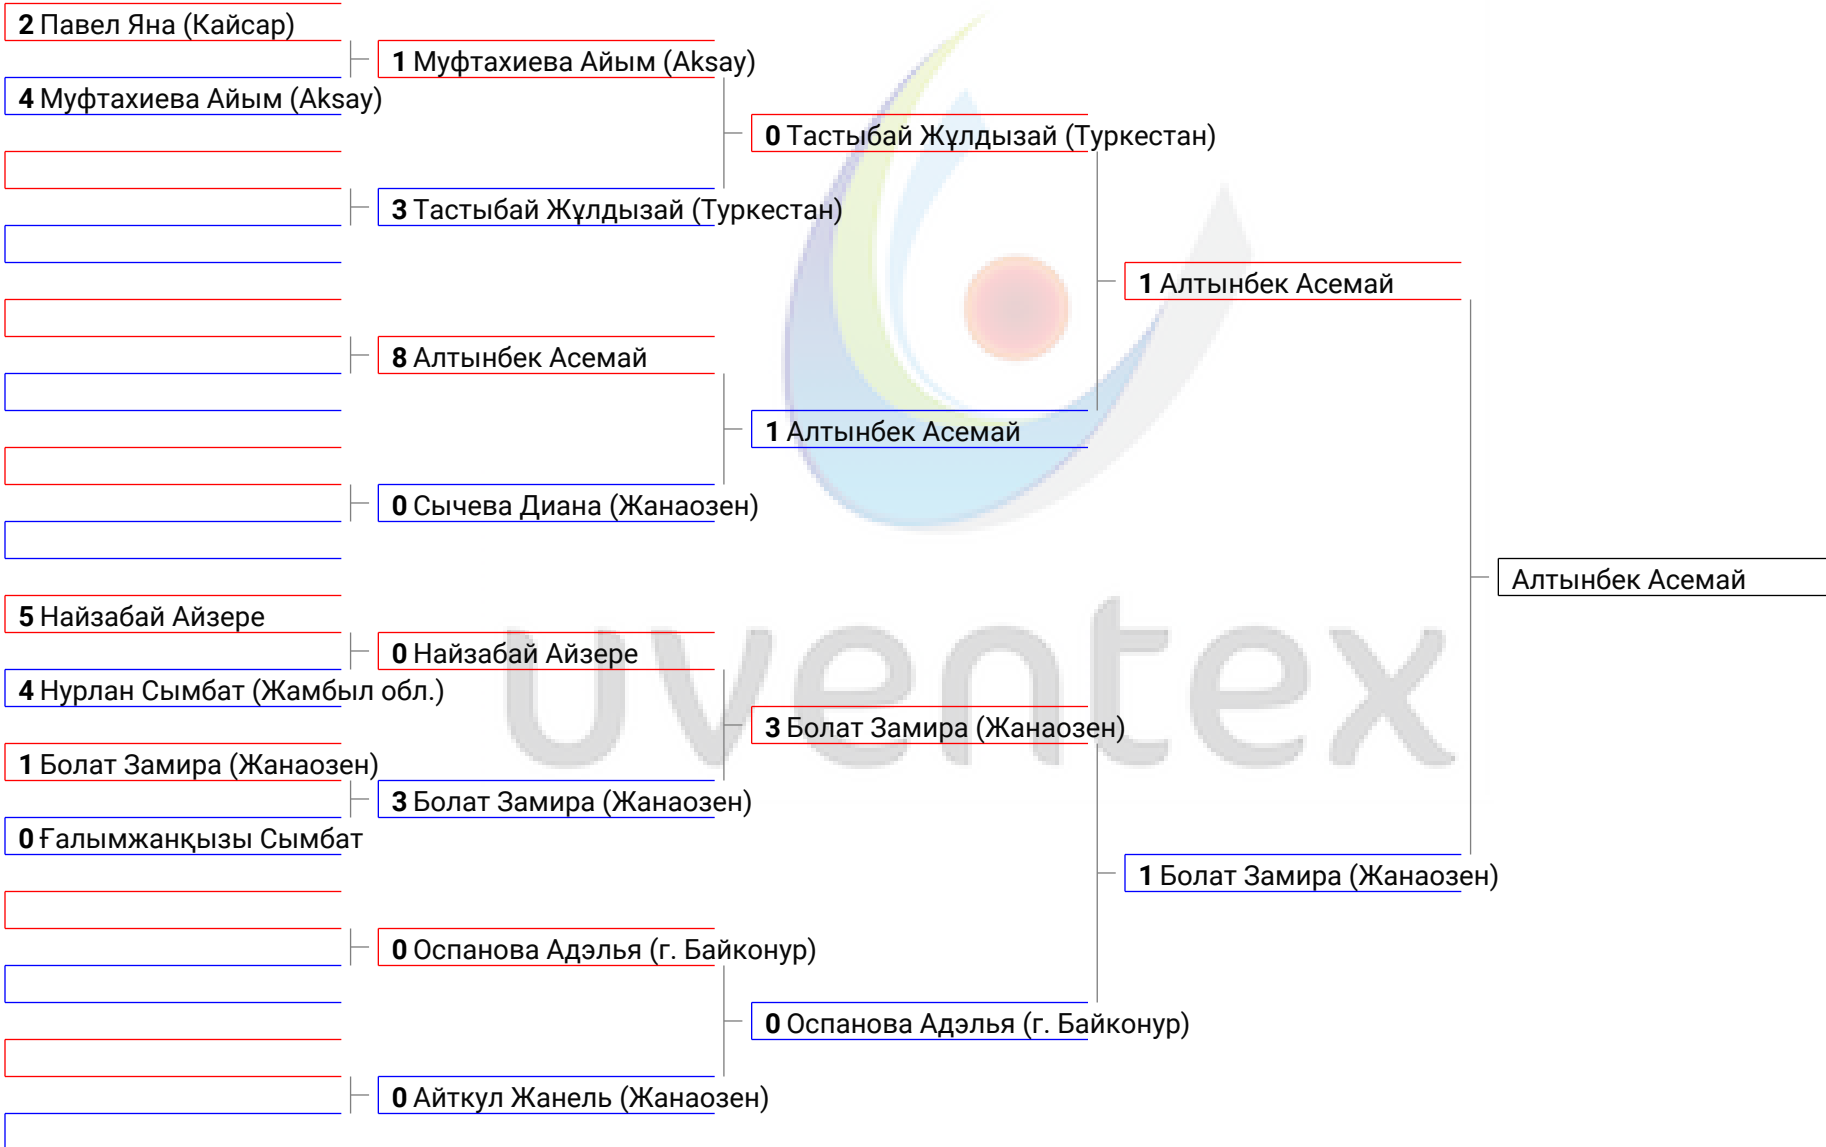 2 Павел Яна (Кайсар)
4 Муфтахиева Айым (Aksay)
5 Найзабай Айзере
4 Нурлан Сымбат (Жамбыл обл.)
1 Болат Замира (Жанаозен)
0 Ғалымжанқызы Сымбат
1 Муфтахиева Айым (Aksay)
3 Тастыбай Жұлдызай (Туркестан)
8 Алтынбек Асемай
0 Сычева Диана (Жанаозен)
0 Найзабай Айзере
3 Болат Замира (Жанаозен)
0 Оспанова Адэлья (г. Байконур)
0 Айткул Жанель (Жанаозен)
0 Тастыбай Жұлдызай (Туркестан)
1 Алтынбек Асемай
3 Болат Замира (Жанаозен)
0 Оспанова Адэлья (г. Байконур)
1 Алтынбек Асемай
1 Болат Замира (Жанаозен)
Алтынбек Асемай
uventex